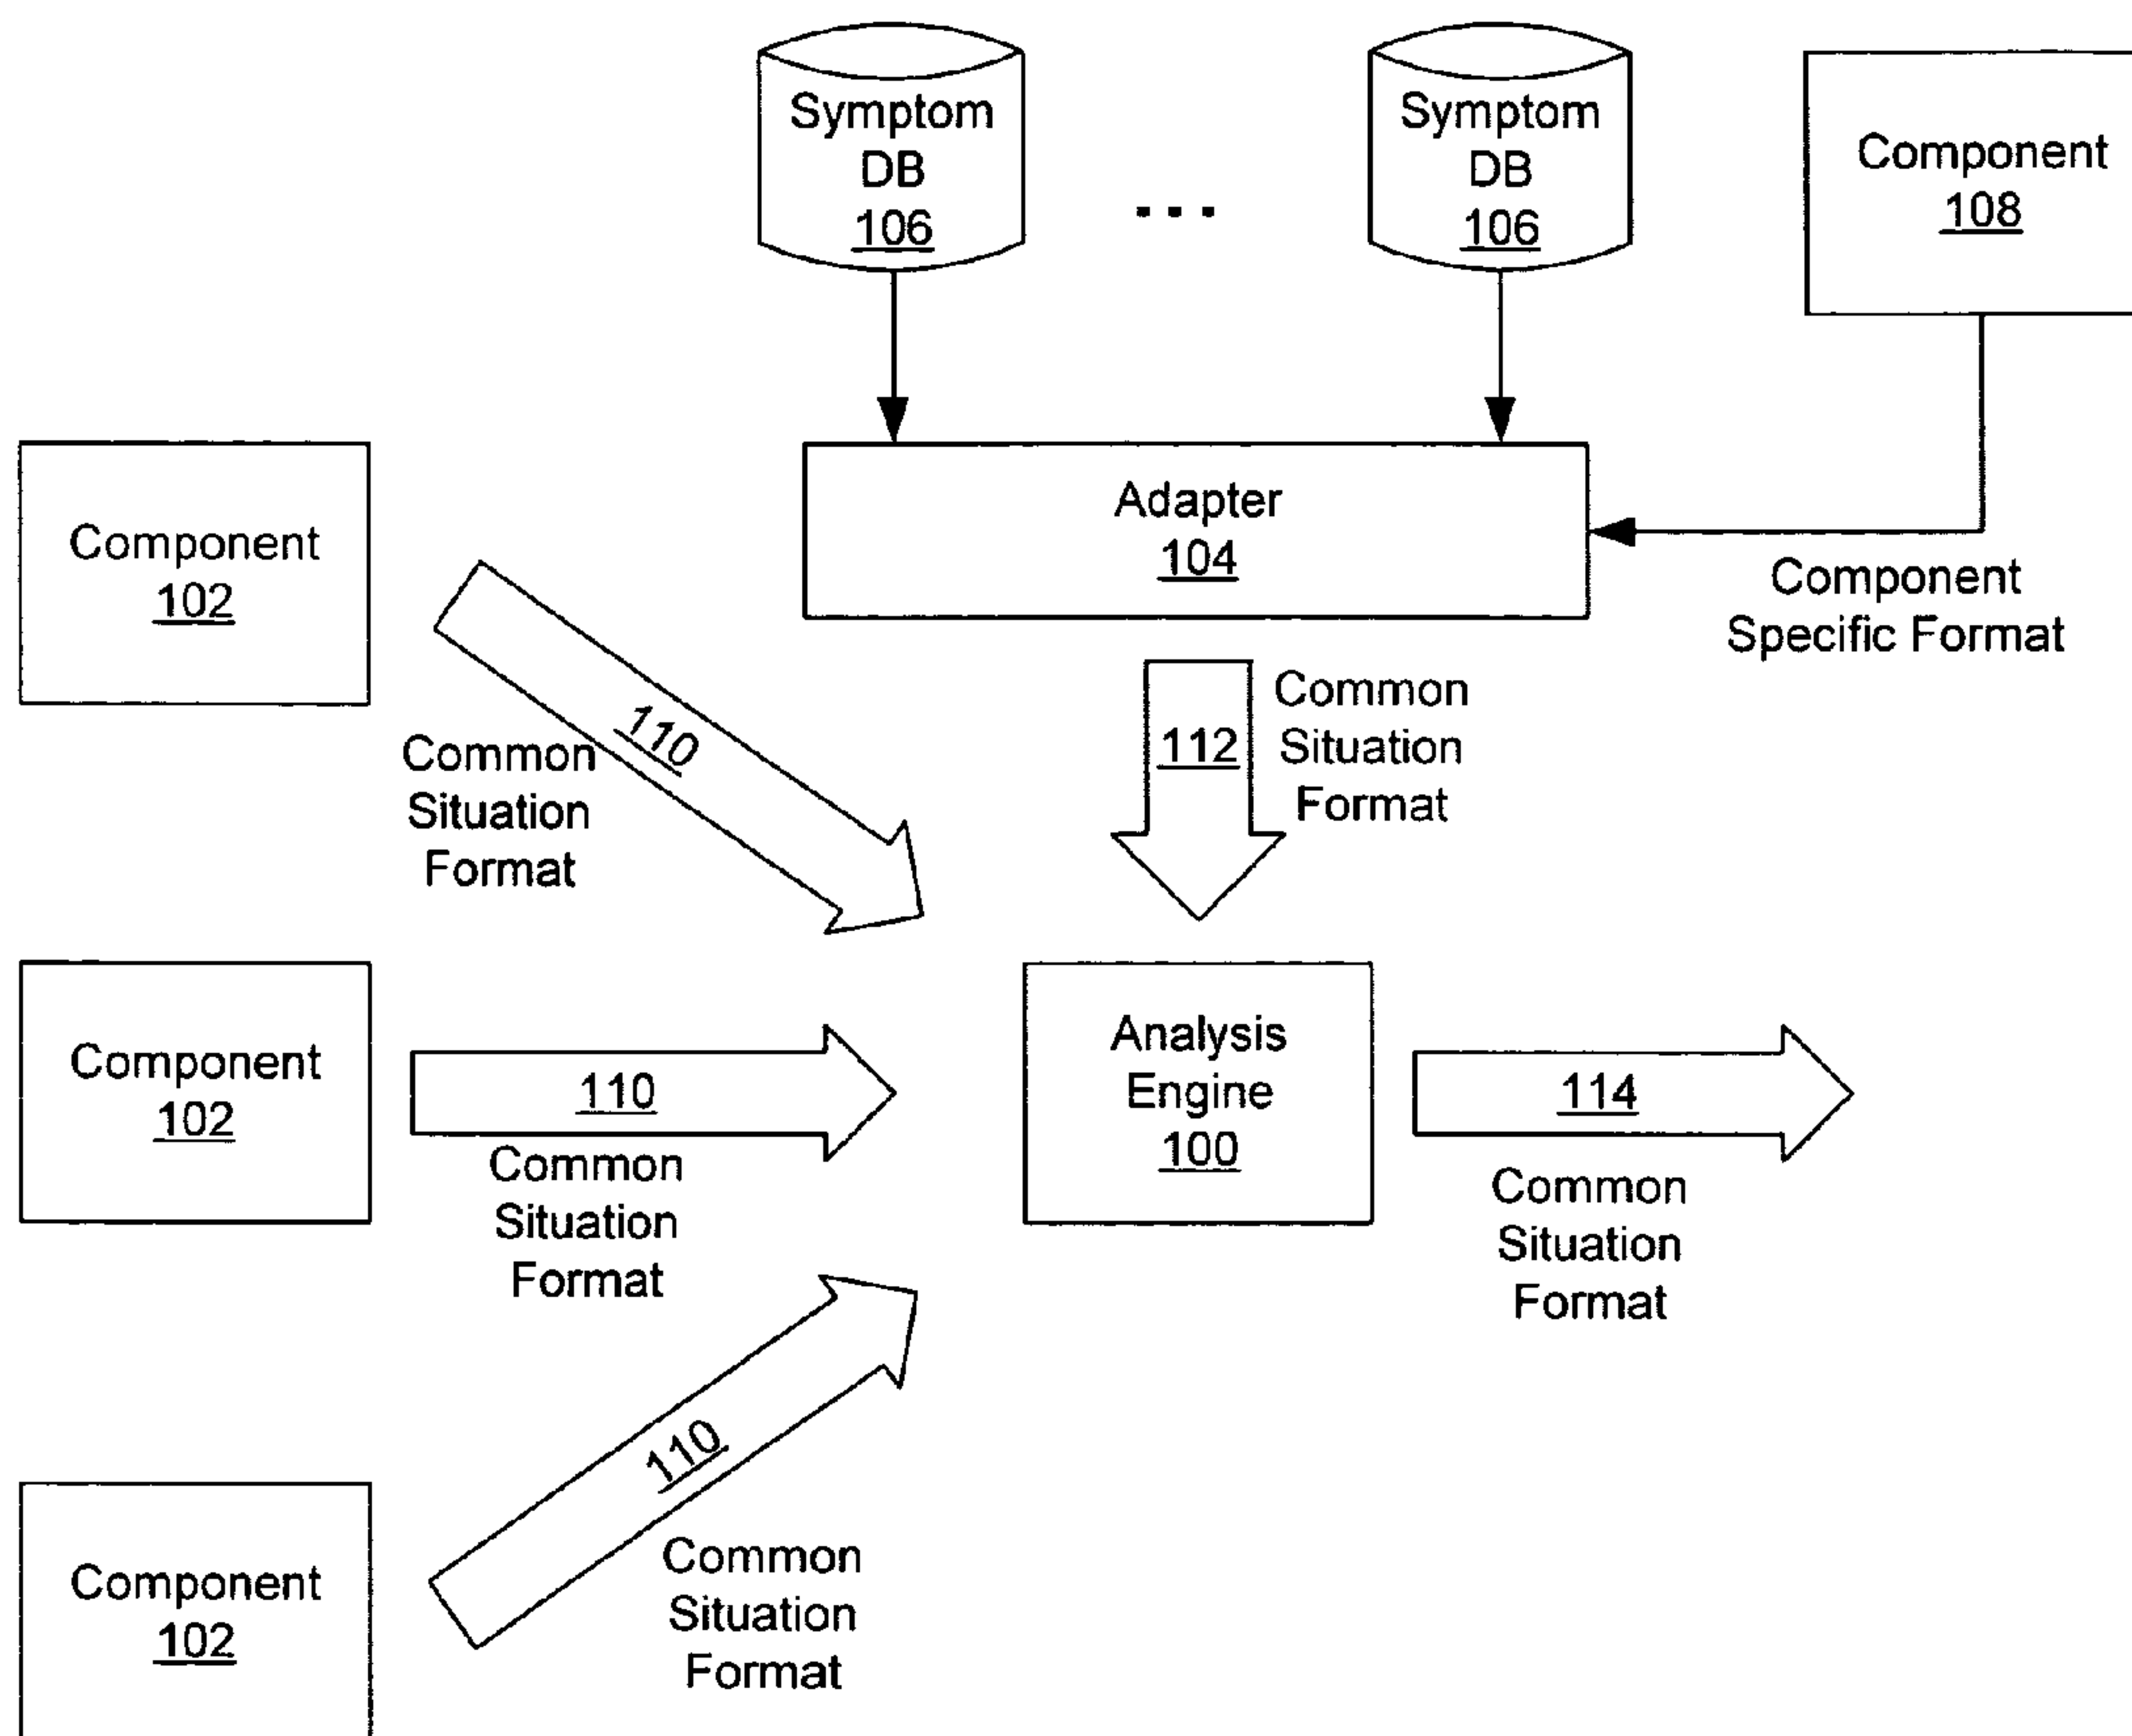 Symptom
DB
106
...
Symptom
DB
106
Component
108
Adapter
104
Component
Specific Format
Component
102
110
Common
Situation
Format
112
Common
Situation
Format
Component
102
110
Common
Situation
Format
Analysis
Engine
100
114
Common
Situation
Format
Component
102
110
Common
Situation
Format